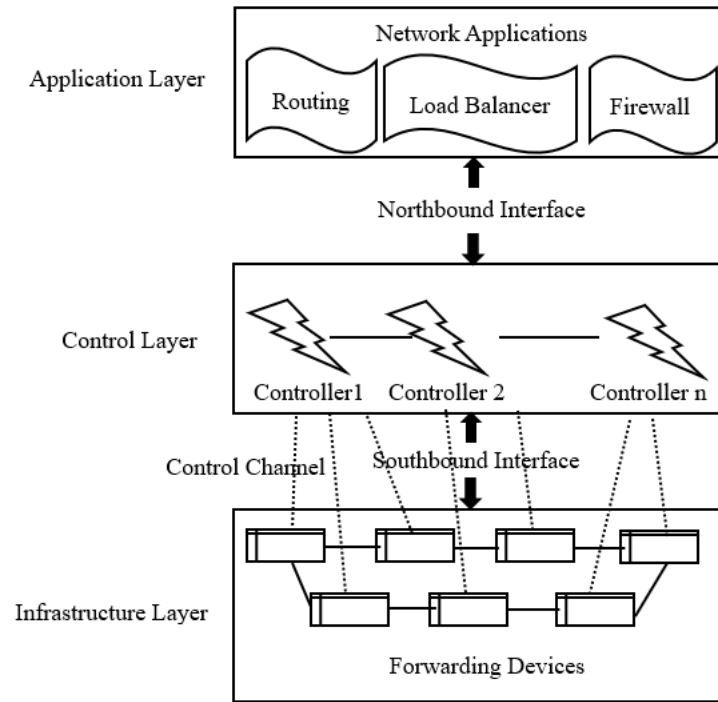 Network Applications
Application Layer
Routing
Load Balancer
Firewall
Northbound Interface
Control Layer
Controller1
Controller 2
Controller n
Control Channel
Southbound Interface
Infrastructure Layer
Forwarding Devices